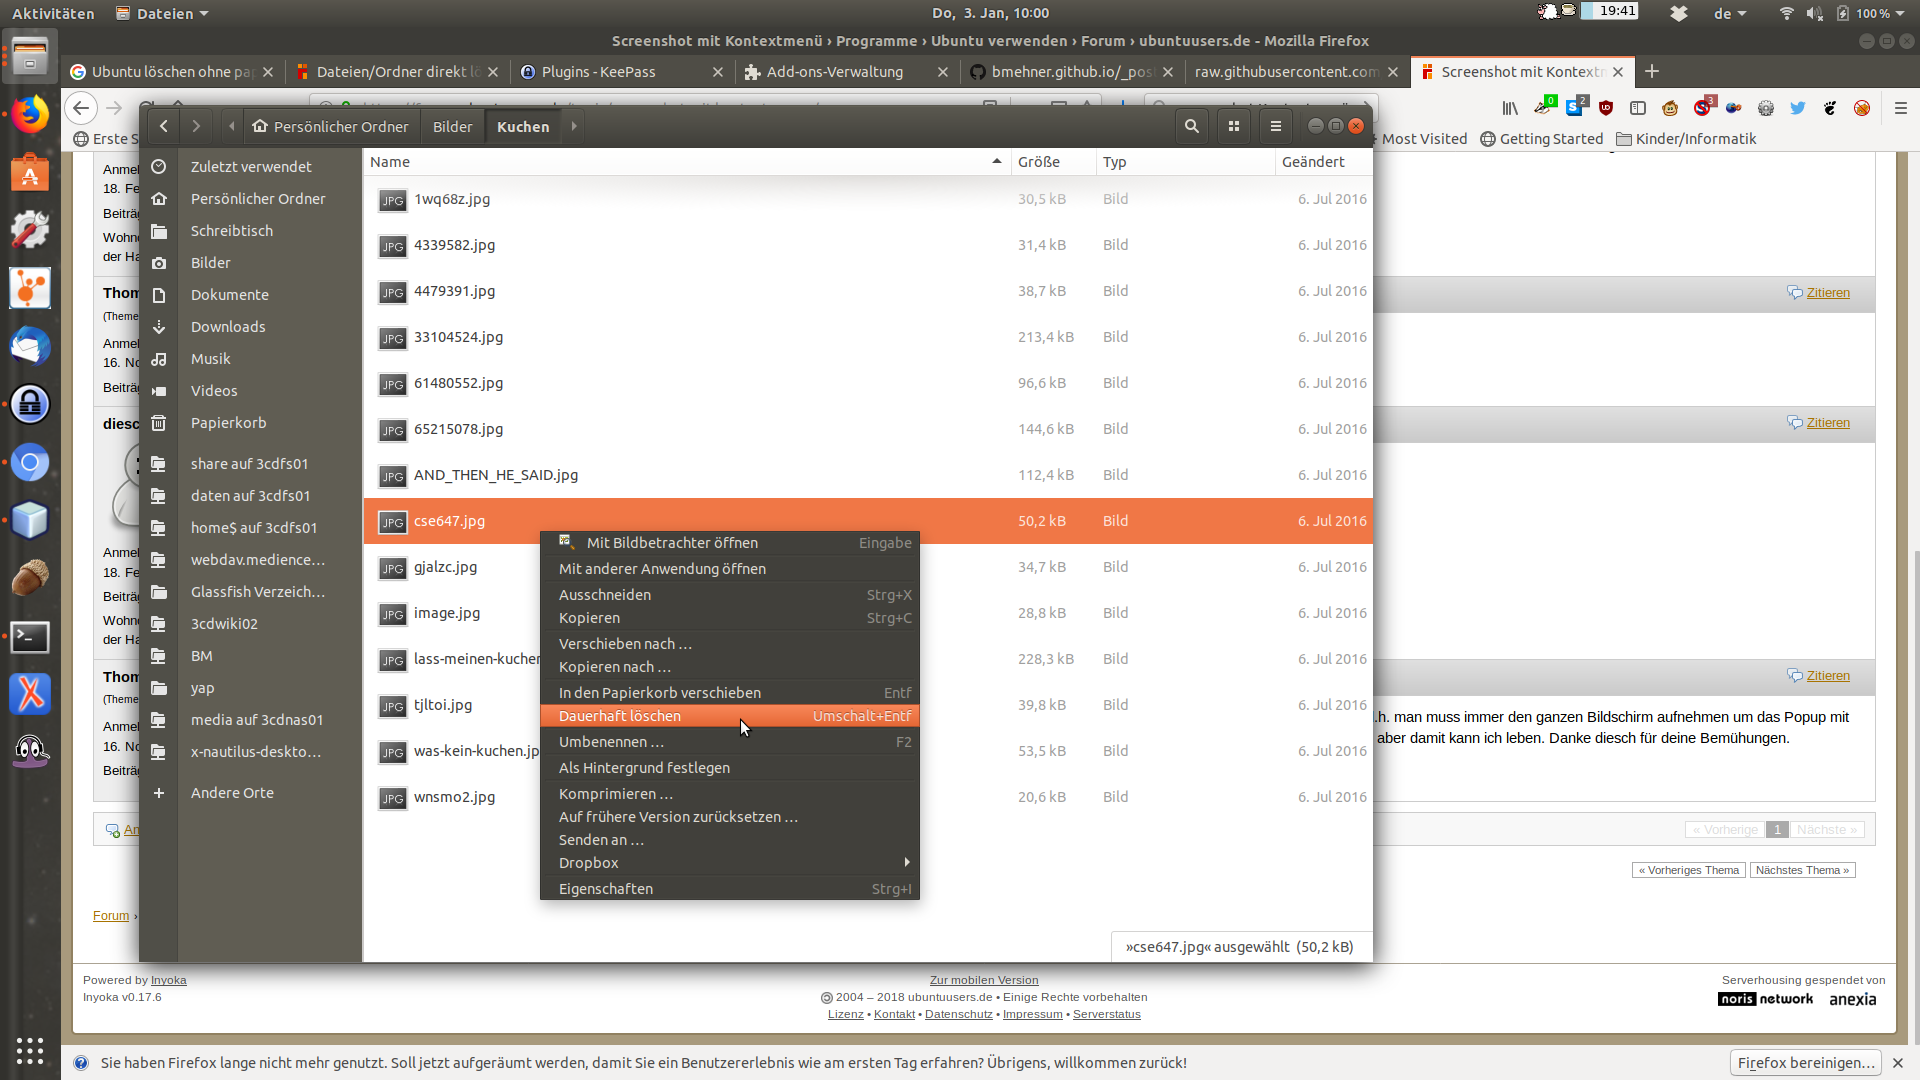 Aktivitäten
Dateien
Do, 3. Jan, 10:00
19:41
de
100 %
Screenshot mit Kontextmenü › Programme › Ubuntu verwenden › Forum › ubuntuusers.de - Mozilla Firefox
Ubuntu löschen ohne pa
Dateien/Ordner direkt l
Plugins - KeePass
Add-ons-Verwaltung
bmehner.github.io/_pos
raw.githubusercontent.com
Screenshot mit Kontext
Persönlicher Ordner
Bilder
Kuchen
0
2
3
Erste S
Most Visited
Getting Started
Kinder/Informatik
Zuletzt verwendet
Persönlicher Ordner
Schreibtisch
Bilder
Dokumente
Downloads
Musik
Videos
Papierkorb
share auf 3cdfs01
daten auf 3cdfs01
home$ auf 3cdfs01
webdav.medience…
Glassfish Verzeich…
3cdwiki02
BM
yap
media auf 3cdnas01
x-nautilus-deskto…
Andere Orte
Name
Größe
Typ
Geändert
1wq68z.jpg 30,5 kB Bild 6. Jul 2016
4339582.jpg 31,4 kB Bild 6. Jul 2016
4479391.jpg 38,7 kB Bild 6. Jul 2016
33104524.jpg 213,4 kB Bild 6. Jul 2016
61480552.jpg 96,6 kB Bild 6. Jul 2016
65215078.jpg 144,6 kB Bild 6. Jul 2016
AND_THEN_HE_SAID.jpg 112,4 kB Bild 6. Jul 2016
cse647.jpg 50,2 kB Bild 6. Jul 2016
gjalzc.jpg 34,7 kB Bild 6. Jul 2016
image.jpg 28,8 kB Bild 6. Jul 2016
lass-meinen-kuchen 228,3 kB Bild 6. Jul 2016
tjltoi.jpg 39,8 kB Bild 6. Jul 2016
was-kein-kuchen.jp 53,5 kB Bild 6. Jul 2016
wnsmo2.jpg 20,6 kB Bild 6. Jul 2016
Mit Bildbetrachter öffnen Eingabe
Mit anderer Anwendung öffnen
Ausschneiden Strg+X
Kopieren Strg+C
Verschieben nach …
Kopieren nach …
In den Papierkorb verschieben Entf
Dauerhaft löschen Umschalt+Entf
Umbenennen … F2
Als Hintergrund festlegen
Komprimieren …
Auf frühere Version zurücksetzen …
Senden an …
Dropbox
Eigenschaften Strg+I
»cse647.jpg« ausgewählt (50,2 kB)
Anmel
18. Fe
Beiträg
Wohno
der Ha
Thom
(Theme
Anmel
16. No
Beiträg
diesc
Anmel
18. Fe
Beiträg
Wohno
der Ha
Thom
(Theme
Anmel
16. No
Beiträg
Zitieren
Zitieren
Zitieren
.h. man muss immer den ganzen Bildschirm aufnehmen um das Popup mit
aber damit kann ich leben. Danke diesch für deine Bemühungen.
An
« Vorherige 1 Nächste »
« Vorheriges Thema Nächstes Thema »
Forum ›
Powered by Inyoka
Inyoka v0.17.6
Zur mobilen Version
© 2004 – 2018 ubuntuusers.de • Einige Rechte vorbehalten
Lizenz • Kontakt • Datenschutz • Impressum • Serverstatus
Serverhousing gespendet von
noris network anexia
Sie haben Firefox lange nicht mehr genutzt. Soll jetzt aufgeräumt werden, damit Sie ein Benutzererlebnis wie am ersten Tag erfahren? Übrigens, willkommen zurück!
Firefox bereinigen…